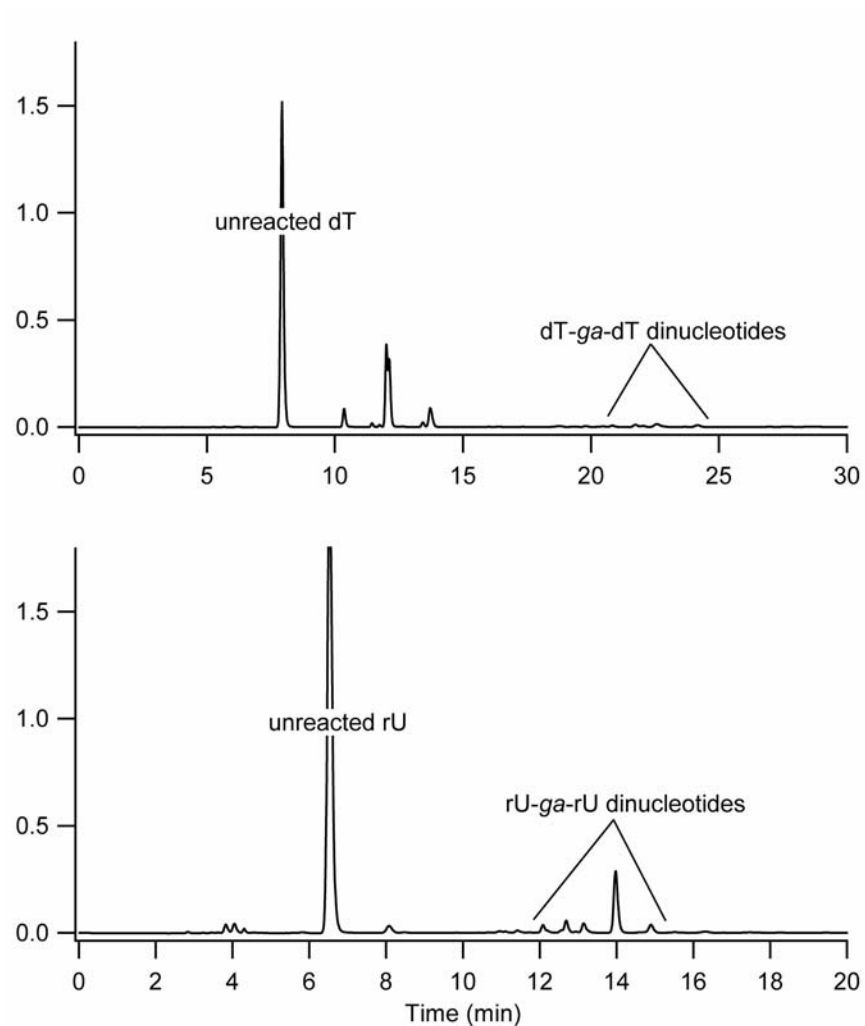 1.5
1.0
unreacted dT
0.5
dT-ga-dT dinucleotides
0.0
0 5 10 15 20 25 30
1.5
1.0
unreacted rU
rU-ga-rU dinucleotides
0.5
0.0
0 2 4 6 8 10 12 14 16 18 20
Time (min)